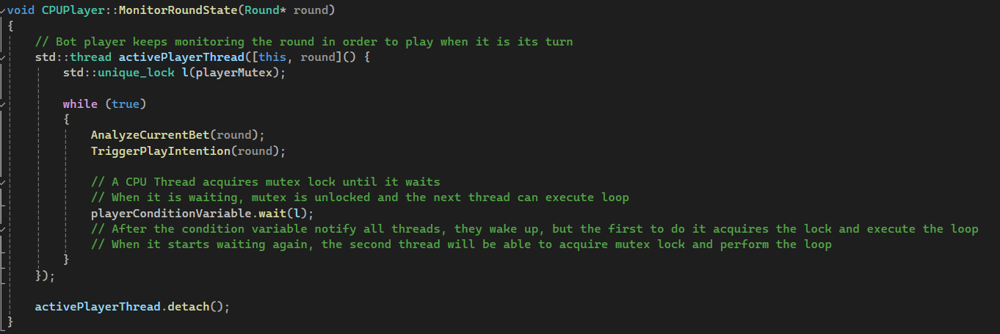 void CPUPlayer::MonitorRoundState(Round* round)
{
// Bot player keeps monitoring the round in order to play when it is its turn
std::thread activePlayerThread([this, round]() {
std::unique_lock l(playerMutex);
while (true)
{
AnalyzeCurrentBet(round);
TriggerPlayIntention(round);
// A CPU Thread acquires mutex lock until it waits
// When it is waiting, mutex is unlocked and the next thread can execute loop
playerConditionVariable.wait(l);
// After the condition variable notify all threads, they wake up, but the first to do it acquires the lock and execute the loop
// When it starts waiting again, the second thread will be able to acquire mutex lock and perform the loop
}
});
activePlayerThread.detach();
}